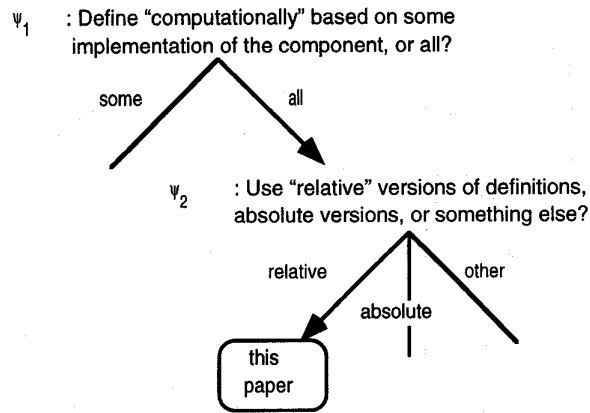 ψ1 : Define “computationally” based on some
implementation of the component, or all?
some
all
ψ2 : Use “relative” versions of definitions,
absolute versions, or something else?
relative
other
absolute
this
paper